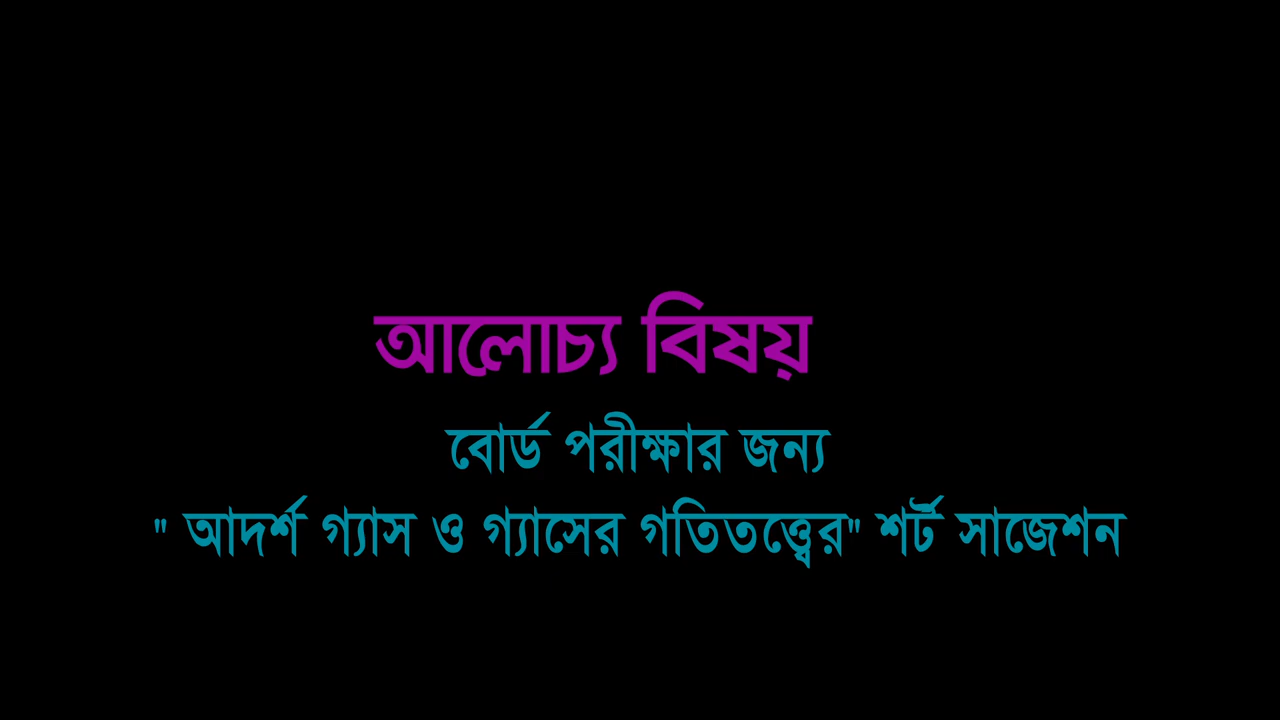 আলোচ্য বিষয়
বোর্ড পরীক্ষার জন্য
" আদর্শ গ্যাস ও গ্যাসের গতিতত্ত্বের" শর্ট সাজেশন